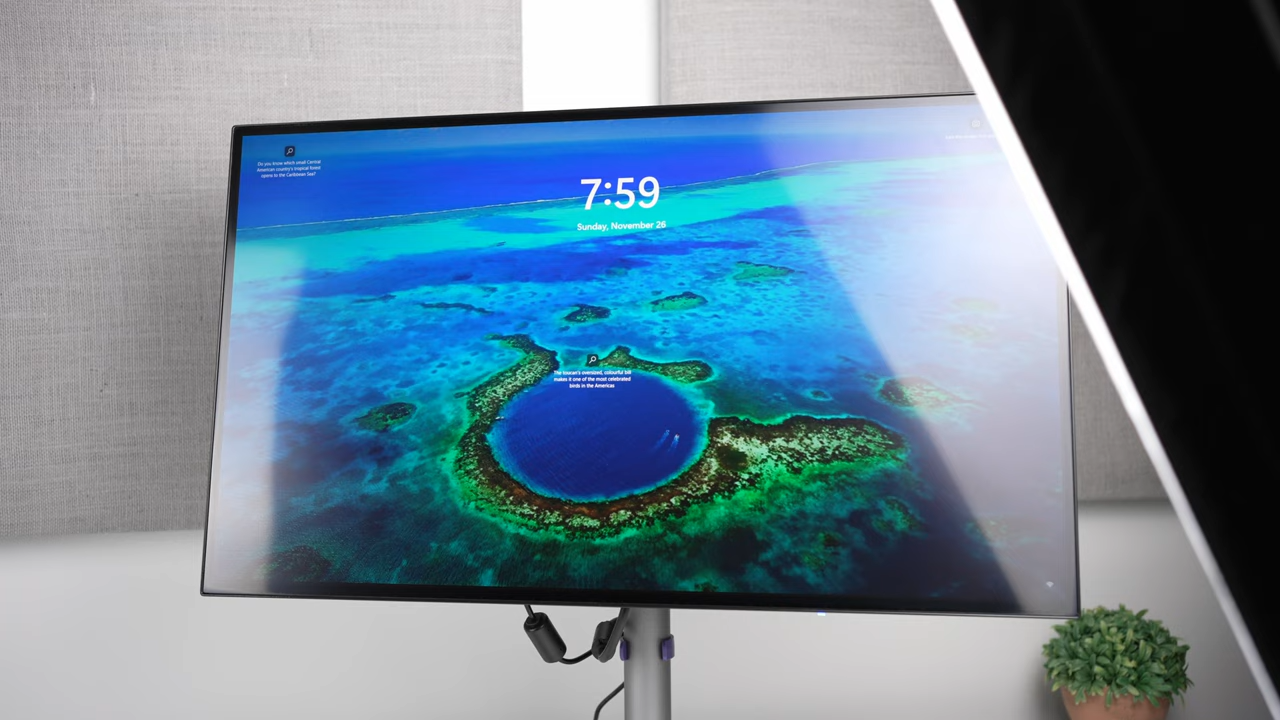 Do you know which small Central
American country's tropical forest
opens to the Caribbean Sea?
7:59
Sunday, November 26
The toucan's oversized, colourful bill
makes it one of the most celebrated
birds in the Americas